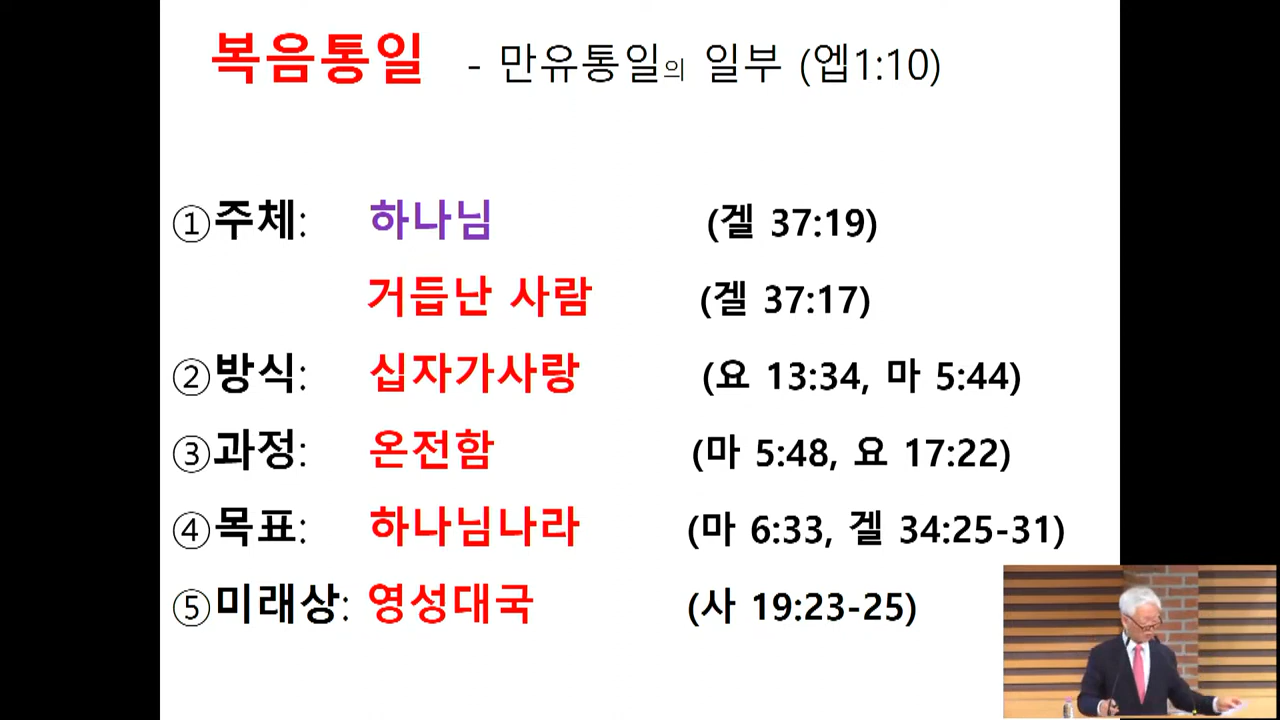 복음통일 - 만유통일의 일부 (엡1:10)
①주체: 하나님 (겔 37:19)
거듭난 사람 (겔 37:17)
②방식: 십자가사랑 (요 13:34, 마 5:44)
③과정: 온전함 (마 5:48, 요 17:22)
④목표: 하나님나라 (마 6:33, 겔 34:25-31)
⑤미래상: 영성대국 (사 19:23-25)